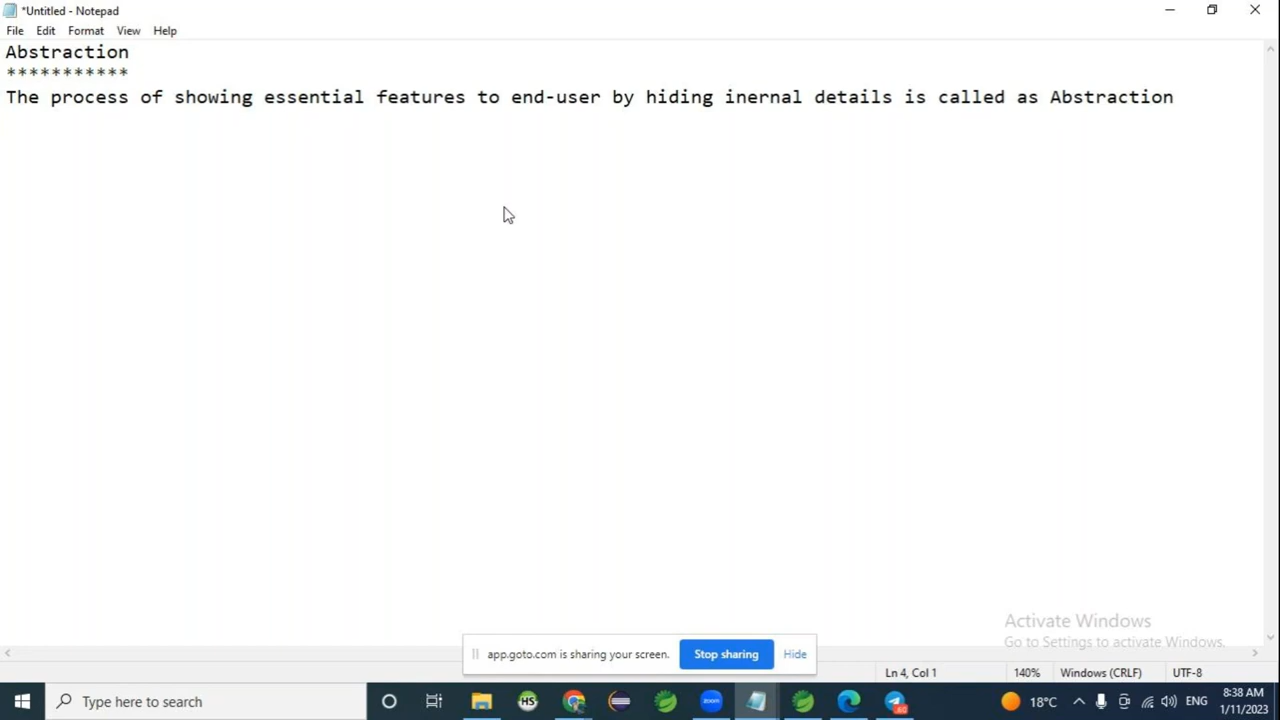 *Untitled - Notepad
File Edit Format View Help
Abstraction
***********
The process of showing essential features to end-user by hiding inernal details is called as Abstraction
Activate Windows
Go to Settings to activate Windows.
app.goto.com is sharing your screen. Stop sharing Hide
Ln 4, Col 1 140% Windows (CRLF) UTF-8
Type here to search HS zoom 60 18°C ENG 8:38 AM
1/11/2023